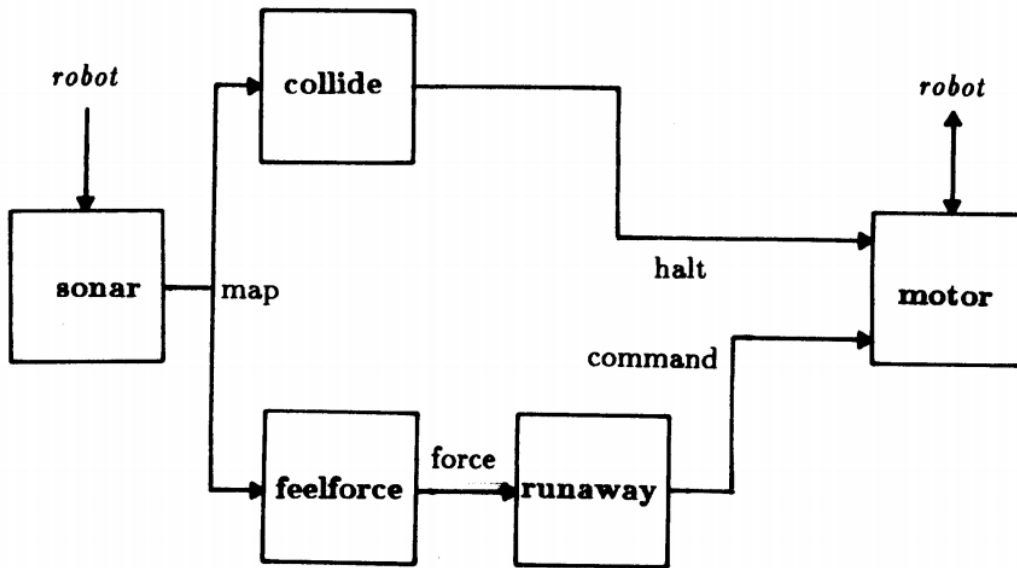 collide
robot
robot
sonar
map
halt
motor
command
force
feelforce
runaway